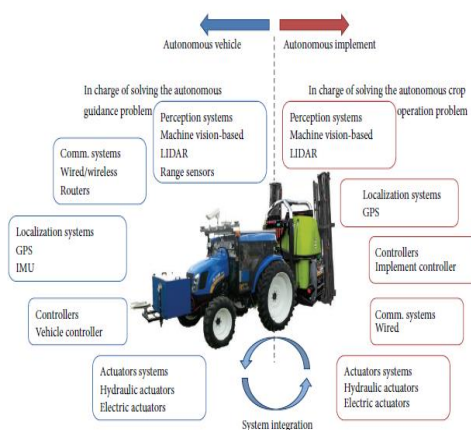 Autonomous vehicle
Autonomous implement
In charge of solving the autonomous
guidance problem
In charge of solving the autonomous crop
operation problem
Perception systems
Machine vision-based
LIDAR
Range sensors
Perception systems
Machine vision-based
LIDAR
Comm. systems
Wired/wireless
Routers
Localization systems
GPS
Localization systems
GPS
IMU
Controllers
Implement controller
Controllers
Vehicle controller
Comm. systems
Wired
Actuators systems
Hydraulic actuators
Electric actuators
Actuators systems
Hydraulic actuators
Electric actuators
System integration